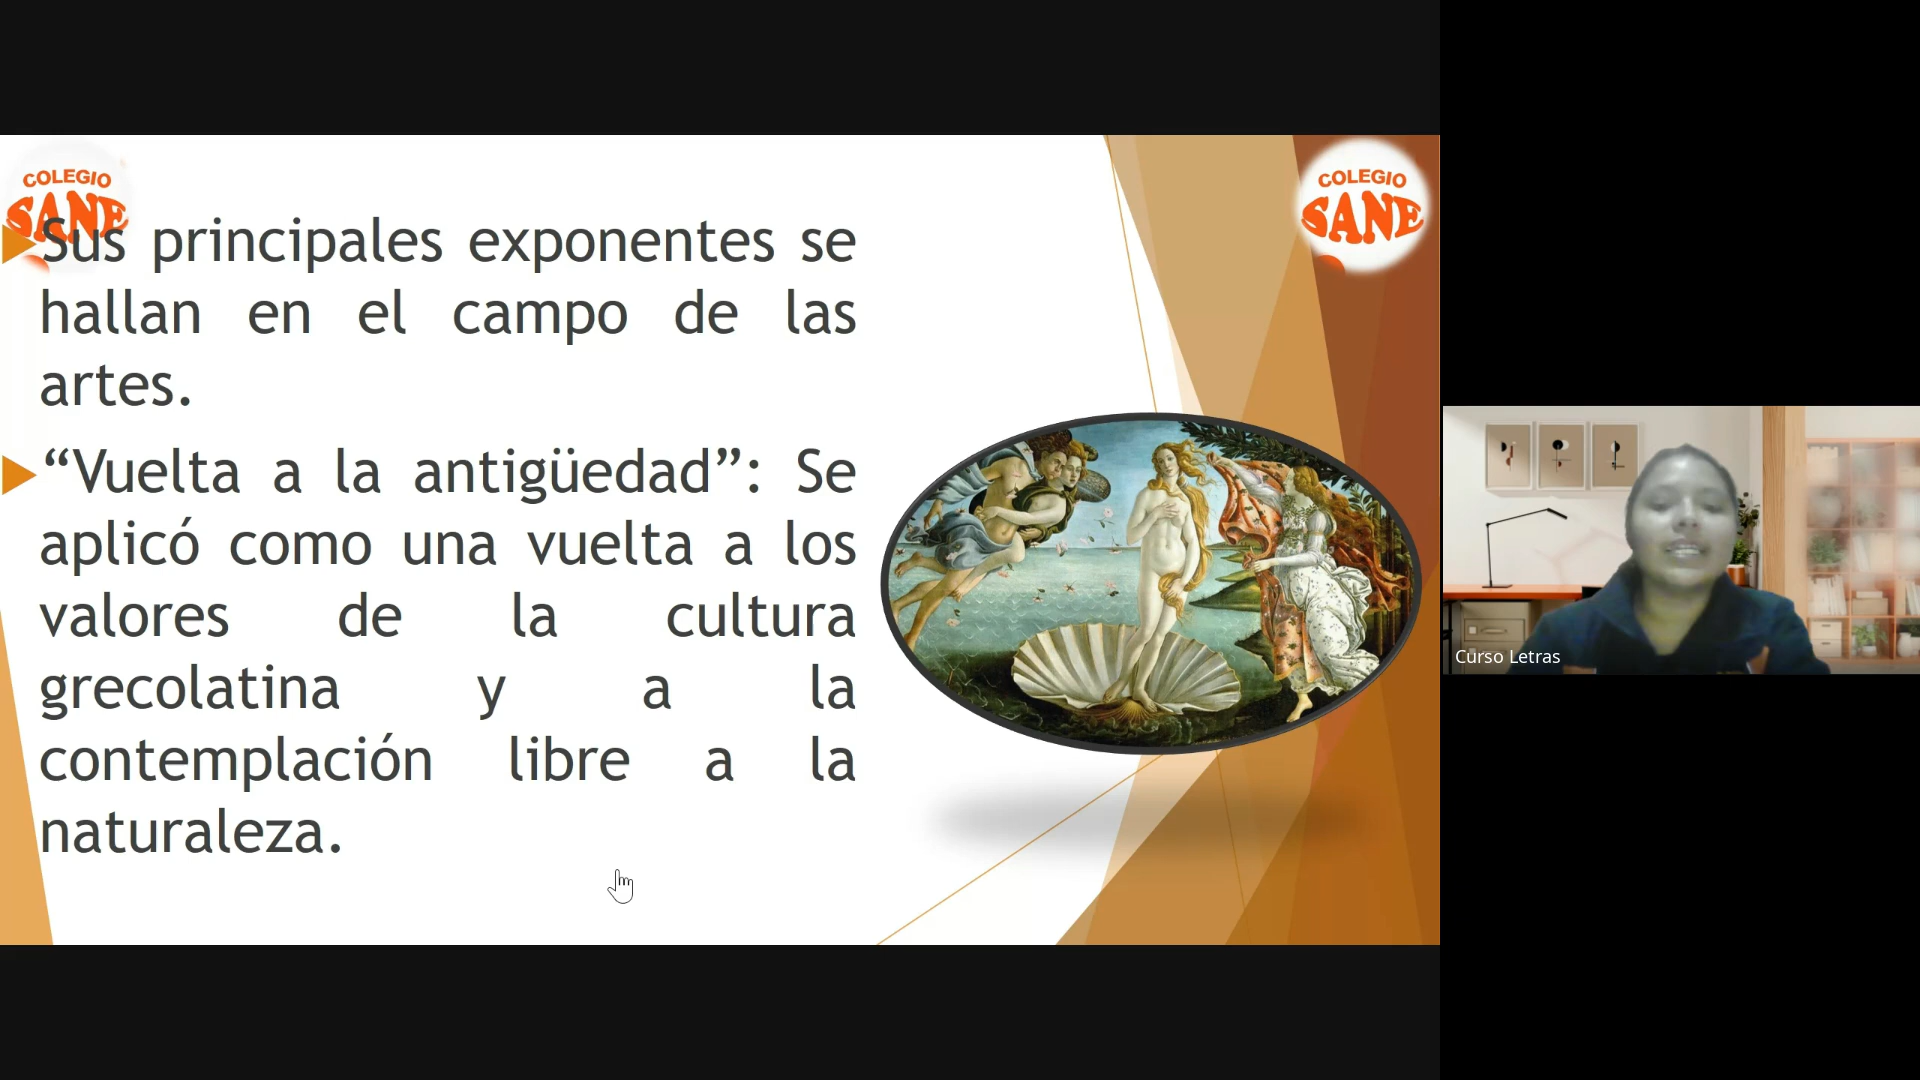 COLEGIO
SANE
COLEGIO
SANE
Sus principales exponentes se
hallan en el campo de las
artes.
“Vuelta a la antigüedad”: Se
aplicó como una vuelta a los
valores de la cultura
grecolatina y a la
contemplación libre a la
naturaleza.
Curso Letras